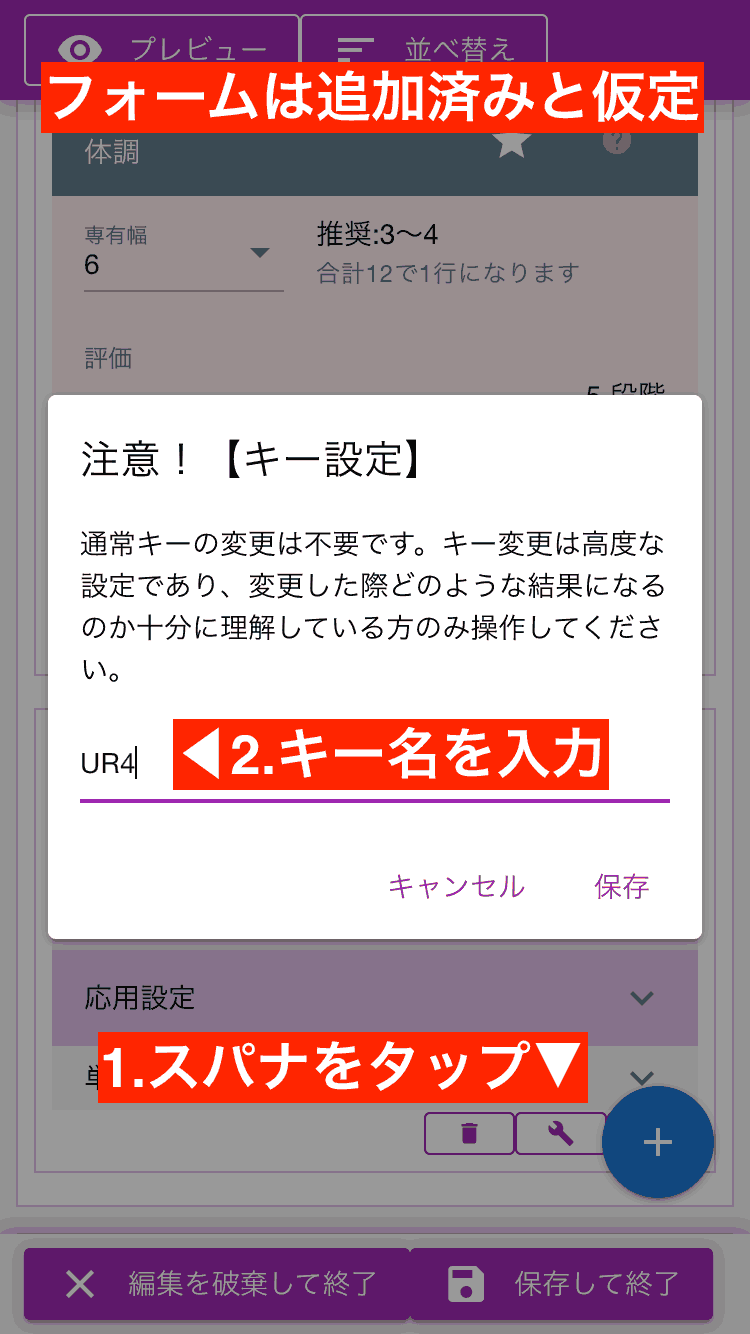 プレビュー
並べ替え
フォームは追加済みと仮定
体調
専有幅
推奨:3〜4
6
合計12で1行になります
評価
5 段階
注意！【キー設定】
通常キーの変更は不要です。キー変更は高度な
設定であり、変更した際どのような結果になる
のか十分に理解している方のみ操作してくださ
い。
UR4
◀2.キー名を入力
キャンセル
保存
応用設定
1.スパナをタップ▼
編集を破棄して終了
保存して終了